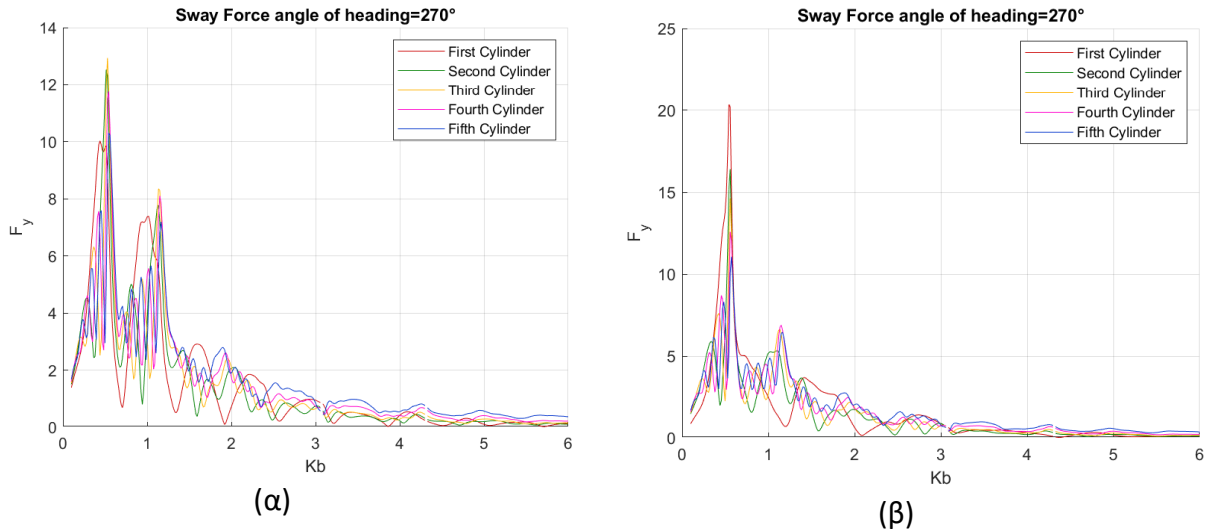 Sway Force angle of heading=270°
14
12
10
8
6
4
2
0
F_y
0 1 2 3 4 5 6
Kb
First Cylinder
Second Cylinder
Third Cylinder
Fourth Cylinder
Fifth Cylinder
(α)
Sway Force angle of heading=270°
25
20
15
10
5
0
F_y
0 1 2 3 4 5 6
Kb
First Cylinder
Second Cylinder
Third Cylinder
Fourth Cylinder
Fifth Cylinder
(β)